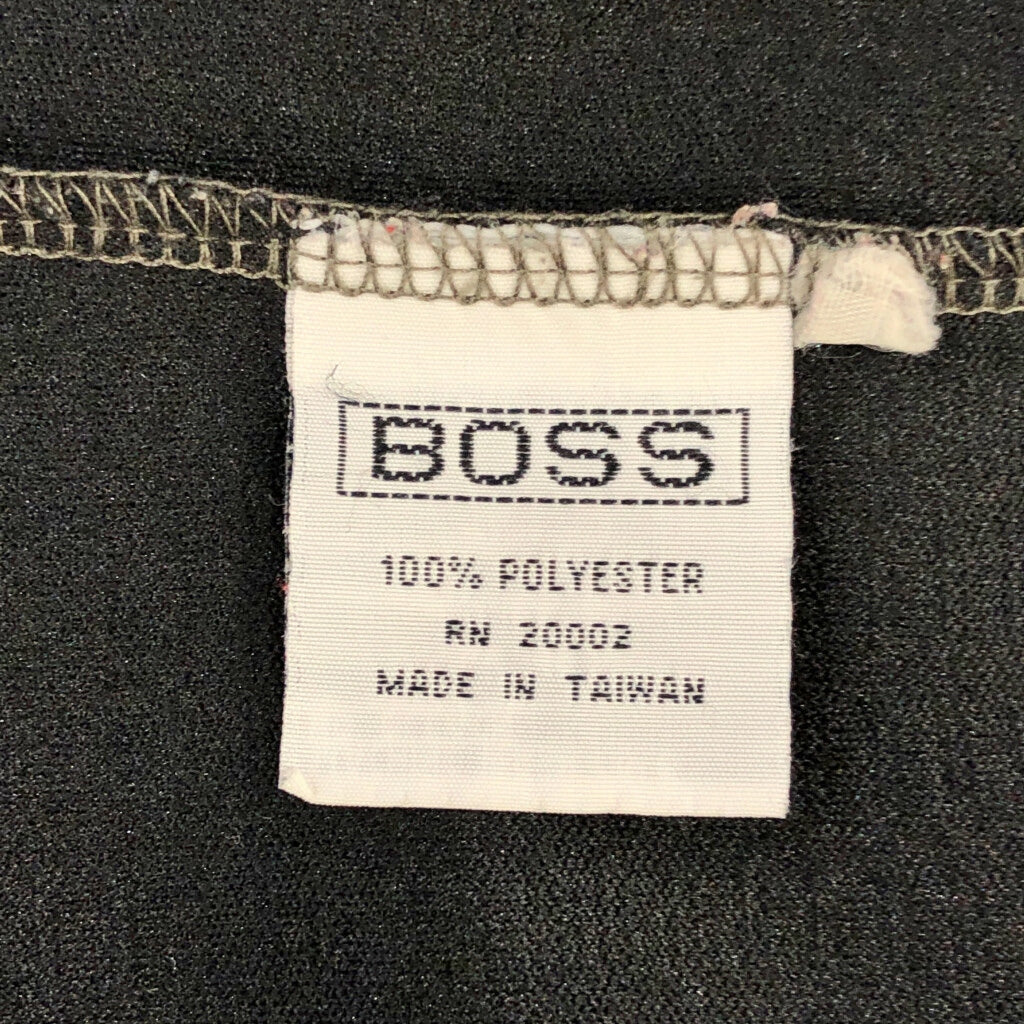 BOSS
100% POLYESTER
RN 20002
MADE IN TAIWAN